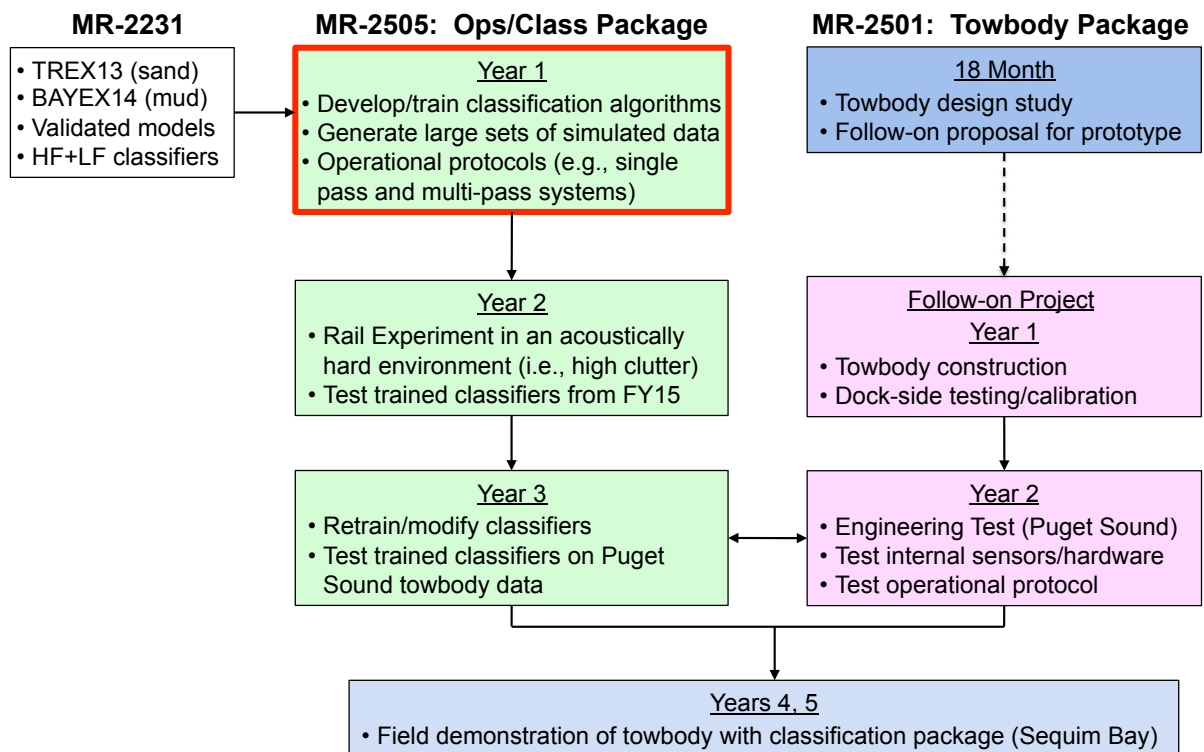 MR-2231
• TREX13 (sand)
• BAYEX14 (mud)
• Validated models
• HF+LF classifiers
MR-2505: Ops/Class Package
Year 1
• Develop/train classification algorithms
• Generate large sets of simulated data
• Operational protocols (e.g., single
pass and multi-pass systems)
Year 2
• Rail Experiment in an acoustically
hard environment (i.e., high clutter)
• Test trained classifiers from FY15
Year 3
• Retrain/modify classifiers
• Test trained classifiers on Puget
Sound towbody data
MR-2501: Towbody Package
18 Month
• Towbody design study
• Follow-on proposal for prototype
Follow-on Project
Year 1
• Towbody construction
• Dock-side testing/calibration
Year 2
• Engineering Test (Puget Sound)
• Test internal sensors/hardware
• Test operational protocol
Years 4, 5
• Field demonstration of towbody with classification package (Sequim Bay)